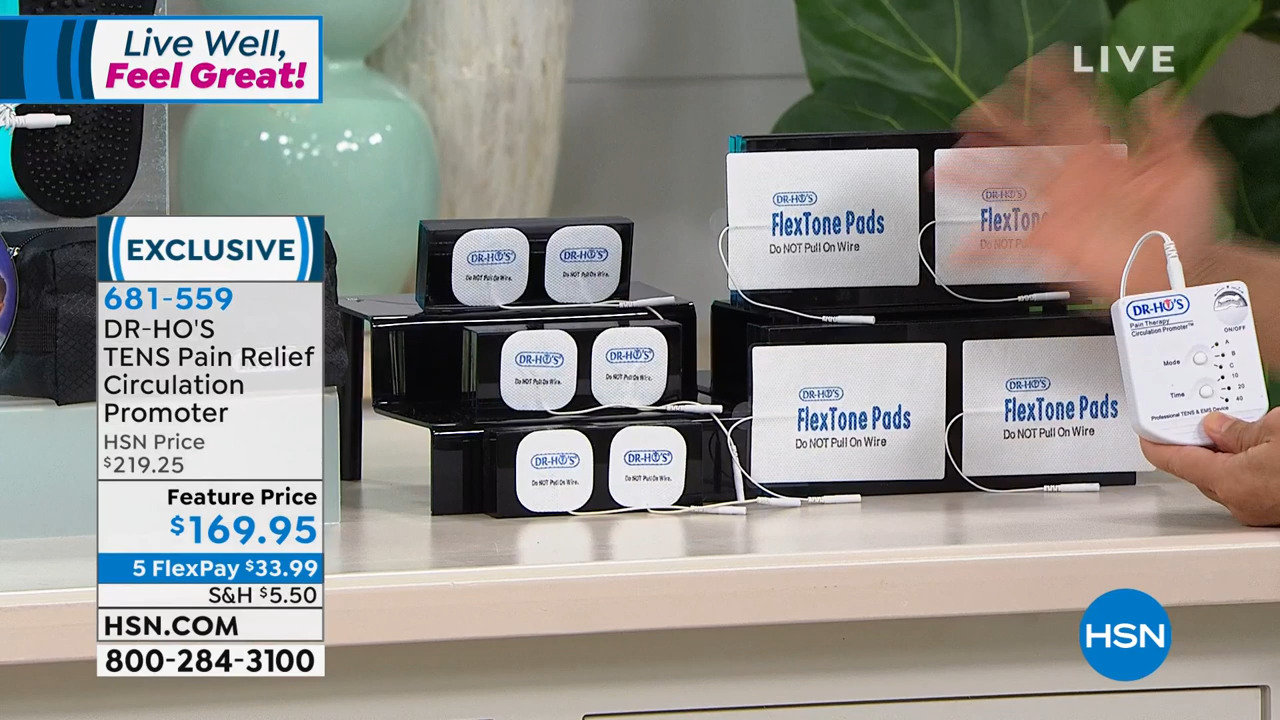 Live Well,
Feel Great!
LIVE
EXCLUSIVE
681-559
DR-HO'S
TENS Pain Relief
Circulation
Promoter
HSN Price
$219.25
Feature Price
$169.95
5 FlexPay $33.99
S&H $5.50
HSN.COM
800-284-3100
DR-HO'S
Do NOT Pull On Wire.
DR-HO'S
Do NOT Pull On Wire.
DR-HO'S
Do NOT Pull On Wire.
DR-HO'S
Do NOT Pull On Wire.
DR-HO'S
Do NOT Pull On Wire.
DR-HO'S
Do NOT Pull On Wire.
DR-HO'S
FlexTone Pads
Do NOT Pull On Wire
DR-HO'S
FlexTon
Do NOT Pull On
DR-HO'S
FlexTone Pads
Do NOT Pull On Wire
DR-HO'S
FlexTone Pads
Do NOT Pull On Wire
DR-HO'S
Pain Therapy
Circulation Promoter™
ON/OFF
Mode
A
B
C
Time
10
20
40
Professional TENS & EMS Device
HSN